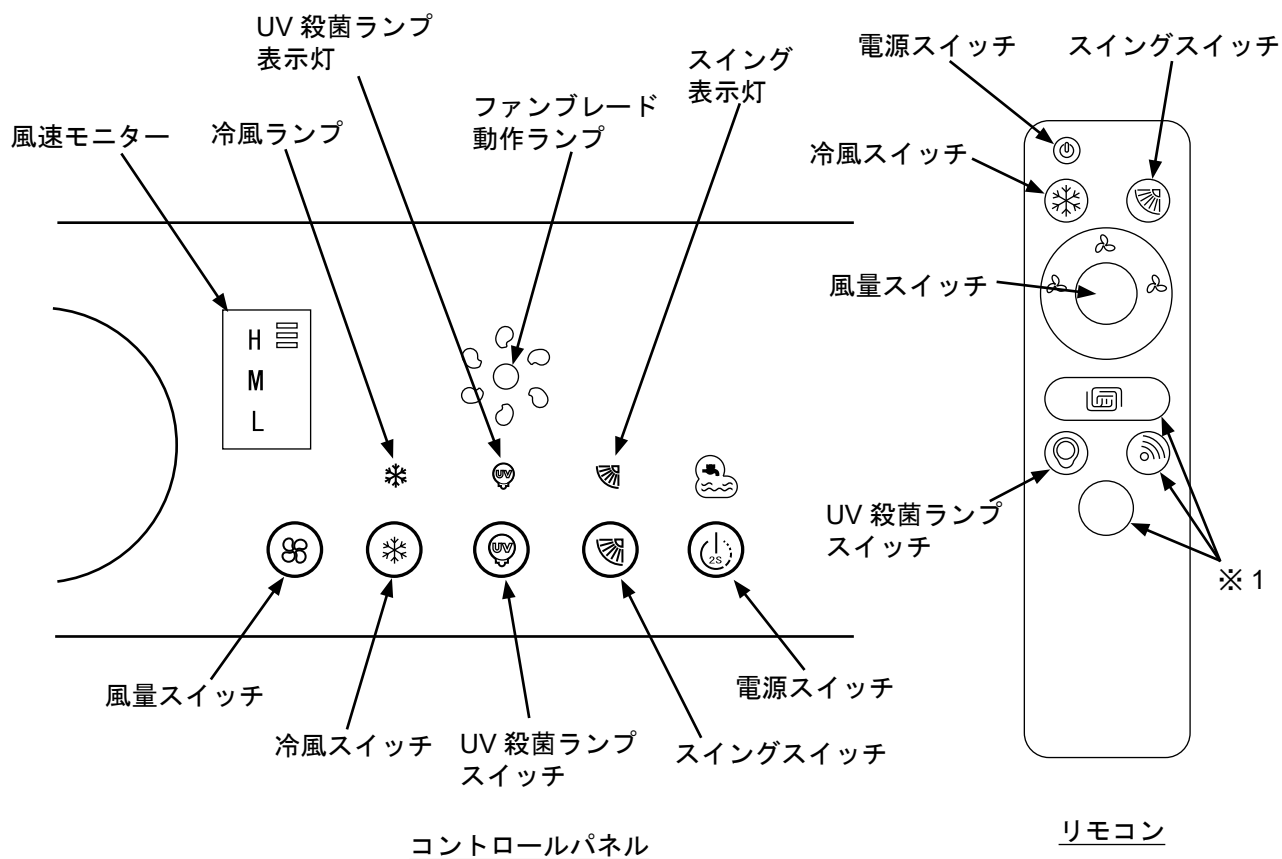 UV 殺菌ランプ
表示灯
電源スイッチ
スイングスイッチ
スイング
表示灯
ファンブレード
動作ランプ
風速モニター
冷風ランプ
冷風スイッチ
風量スイッチ
H
M
L
UV
UV
2S
UV 殺菌ランプ
スイッチ
※ 1
風量スイッチ
電源スイッチ
冷風スイッチ
UV 殺菌ランプ
スイッチ
スイングスイッチ
コントロールパネル
リモコン